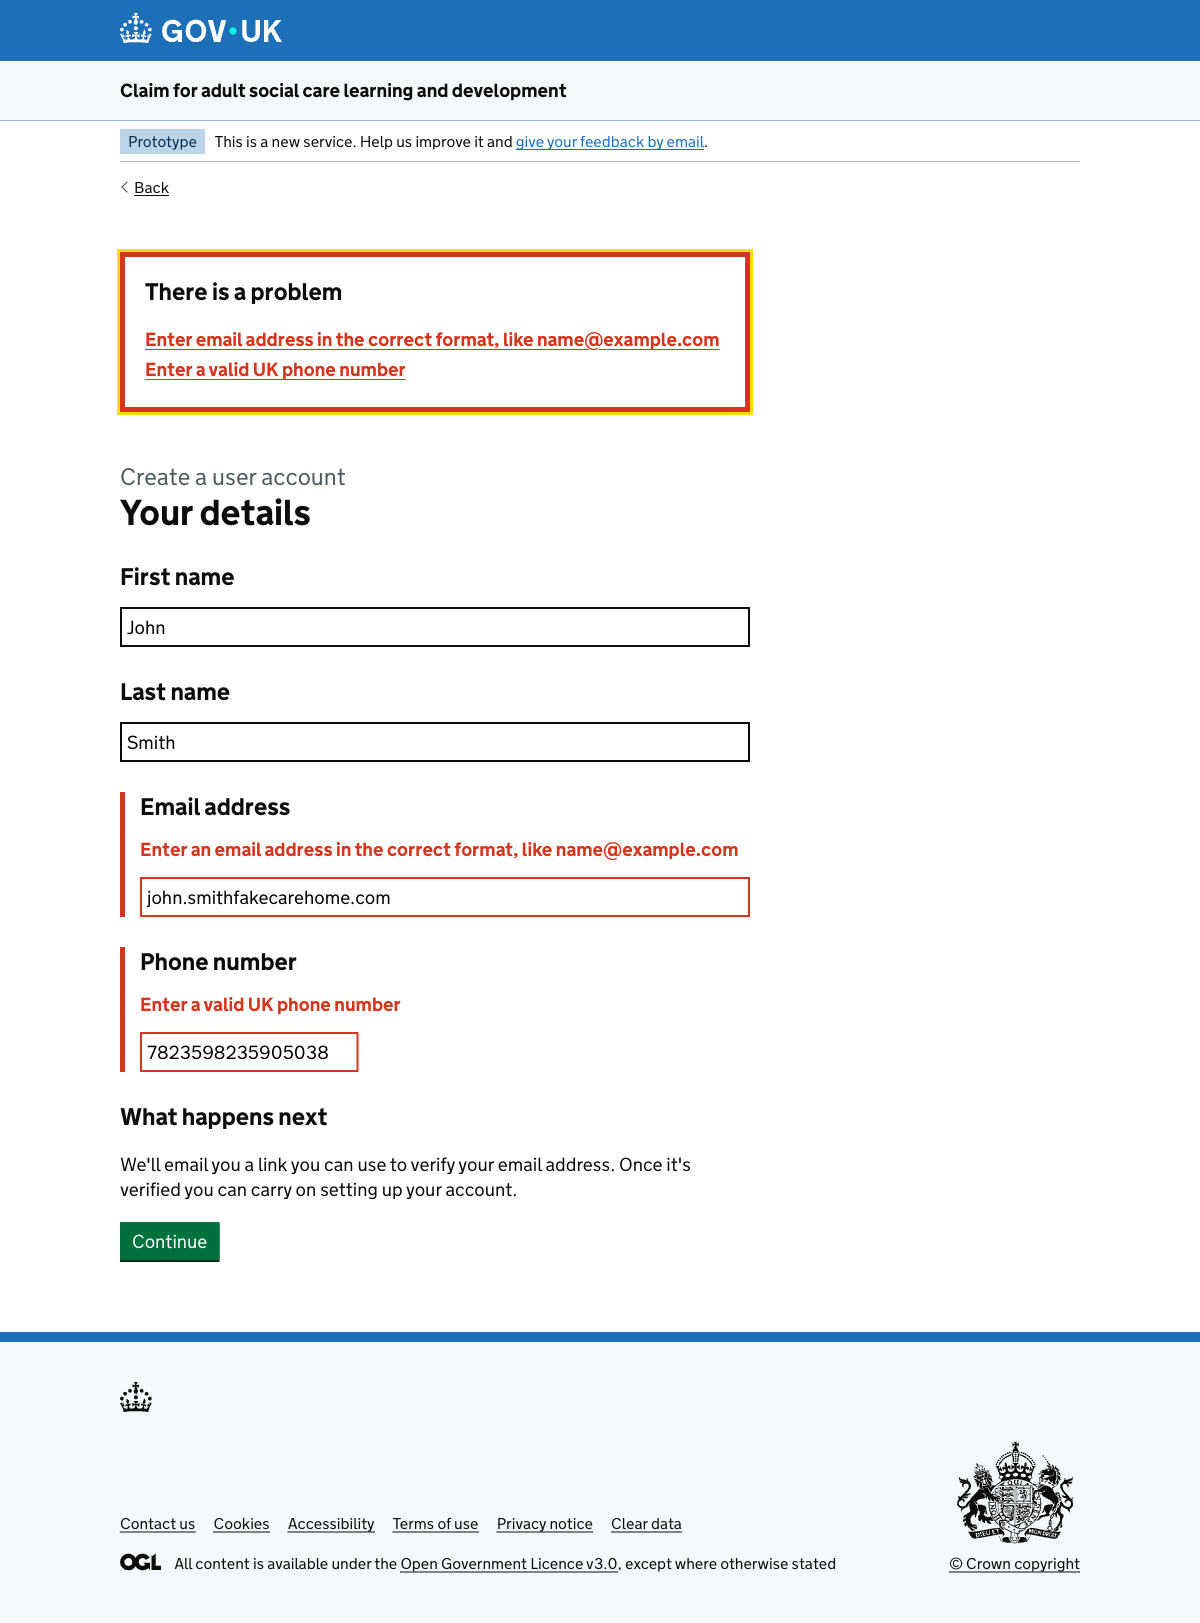 GOV·UK
Claim for adult social care learning and development
Prototype This is a new service. Help us improve it and give your feedback by email.
Back
There is a problem
Enter email address in the correct format, like name@example.com
Enter a valid UK phone number
Create a user account
Your details
First name
John
Last name
Smith
Email address
Enter an email address in the correct format, like name@example.com
john.smithfakecarehome.com
Phone number
Enter a valid UK phone number
7823598235905038
What happens next
We'll email you a link you can use to verify your email address. Once it's
verified you can carry on setting up your account.
Continue
Contact us Cookies Accessibility Terms of use Privacy notice Clear data
OGL All content is available under the Open Government Licence v3.0, except where otherwise stated
© Crown copyright